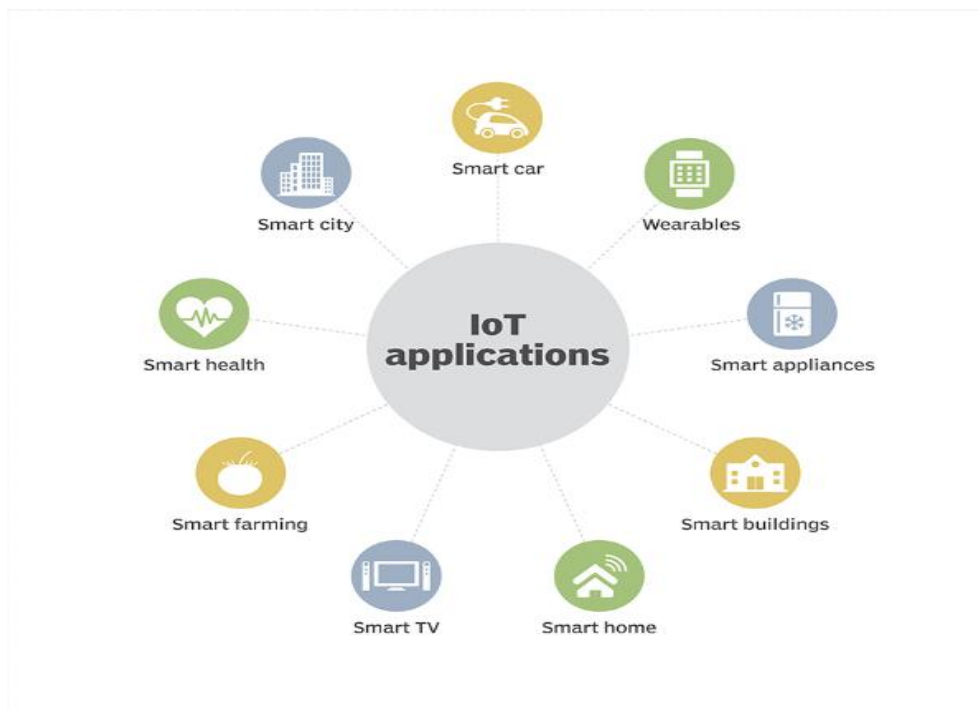 Smart car
Smart city
Wearables
IoT
applications
Smart health
Smart appliances
Smart farming
Smart buildings
Smart TV
Smart home